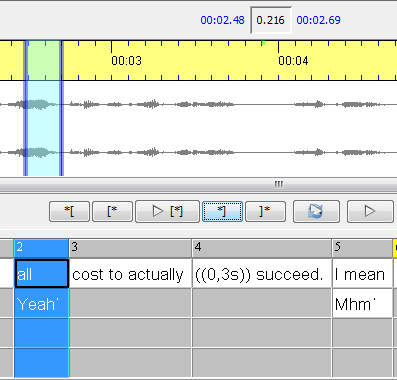 00:02.48 0.216 00:02.69
00:03 00:04
*[ [* [*] *] ]*
2 3 4 5
all cost to actually ((0,3s)) succeed. I mean
Yeah˙ Mhm˙